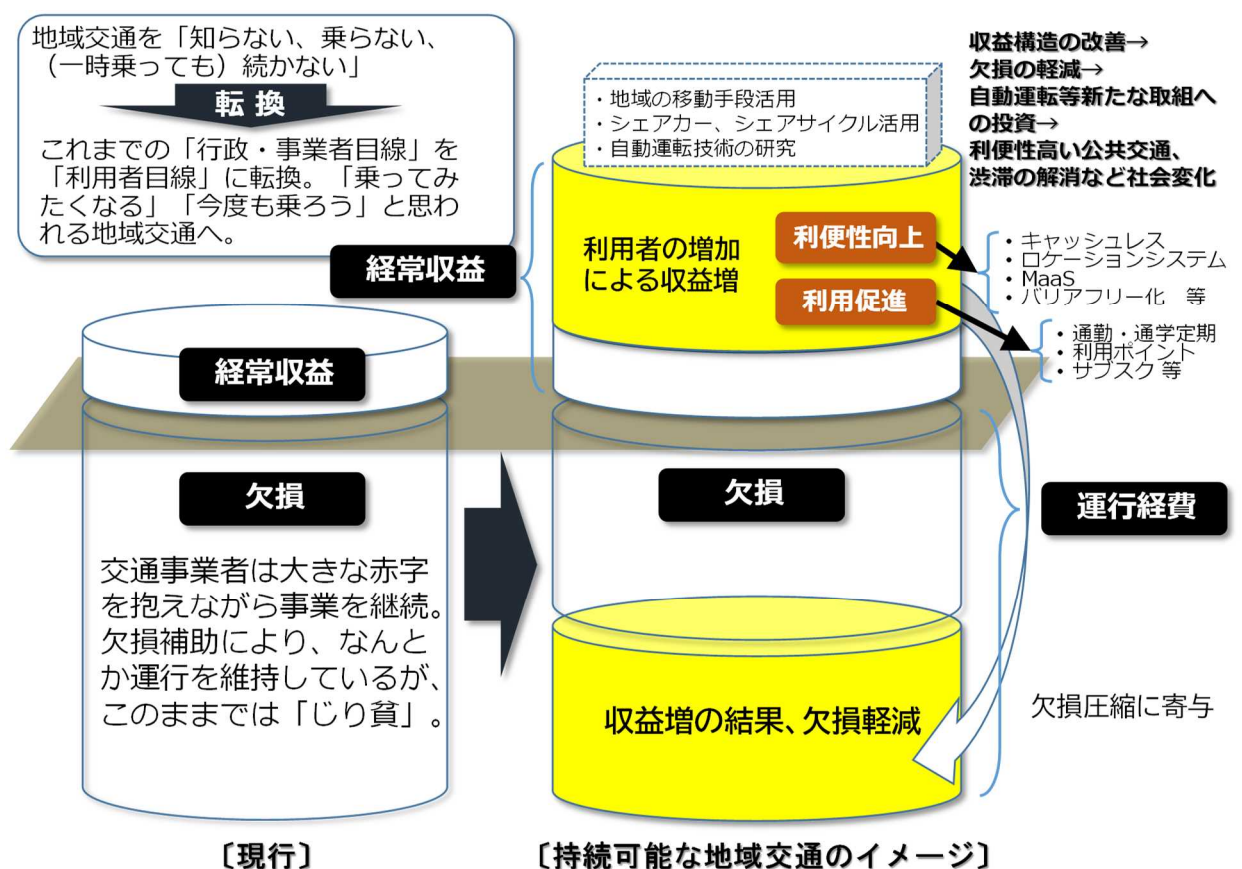 地域交通を「知らない、乗らない、
（一時乗っても）続かない」
転換
これまでの「行政・事業者目線」を
「利用者目線」に転換。「乗ってみ
たくなる」「今度も乗ろう」と思わ
れる地域交通へ。
経常収益
経常収益
欠損
交通事業者は大きな赤字
を抱えながら事業を継続。
欠損補助により、なんと
か運行を維持しているが、
このままでは「じり貧」。
〔現行〕
・地域の移動手段活用
・シェアカー、シェアサイクル活用
・自動運転技術の研究
利用者の増加
による収益増
利便性向上
利用促進
欠損
収益増の結果、欠損軽減
〔持続可能な地域交通のイメージ〕
収益構造の改善→
欠損の軽減→
自動運転等新たな取組へ
の投資→
利便性高い公共交通、
渋滞の解消など社会変化
・キャッシュレス
・ロケーションシステム
・MaaS
・バリアフリー化　等
・通勤・通学定期
・利用ポイント
・サブスク 等
運行経費
欠損圧縮に寄与